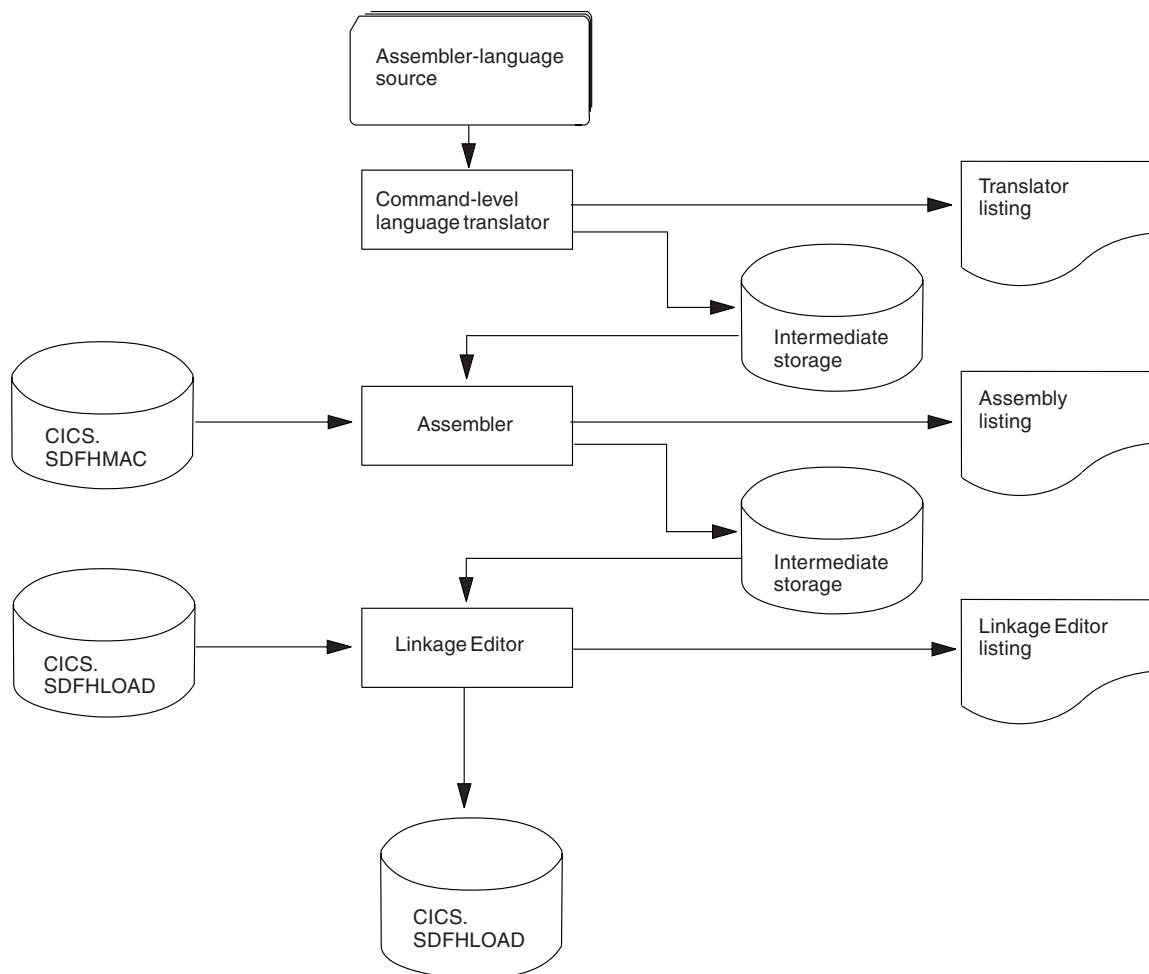 Assembler-language
source
Command-level
language translator
Translator
listing
Intermediate
storage
CICS.
SDFHMAC
Assembler
Assembly
listing
Intermediate
storage
CICS.
SDFHLOAD
Linkage Editor
Linkage Editor
listing
CICS.
SDFHLOAD